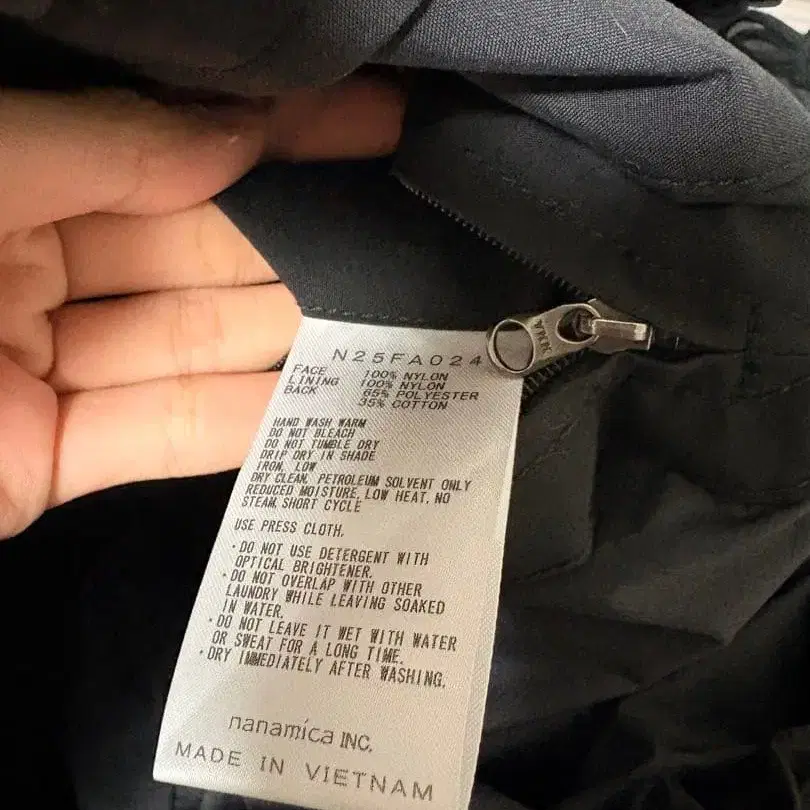 N25FA024
FACE 100% NYLON
LINING 100% NYLON
BACK 65% POLYESTER
35% COTTON
HAND WASH WARM
DO NOT BLEACH
DO NOT TUMBLE DRY
DRIP DRY IN SHADE
IRON, LOW
DRY CLEAN, PETROLEUM SOLVENT ONLY
REDUCED MOISTURE, LOW HEAT, NO
STEAM, SHORT CYCLE
USE PRESS CLOTH.
・DO NOT USE DETERGENT WITH
OPTICAL BRIGHTENER.
・DO NOT OVERLAP WITH OTHER
LAUNDRY WHILE LEAVING SOAKED
IN WATER.
・DO NOT LEAVE IT WET WITH WATER
OR SWEAT FOR A LONG TIME.
・DRY IMMEDIATELY AFTER WASHING.
nanamica INC.
MADE IN VIETNAM